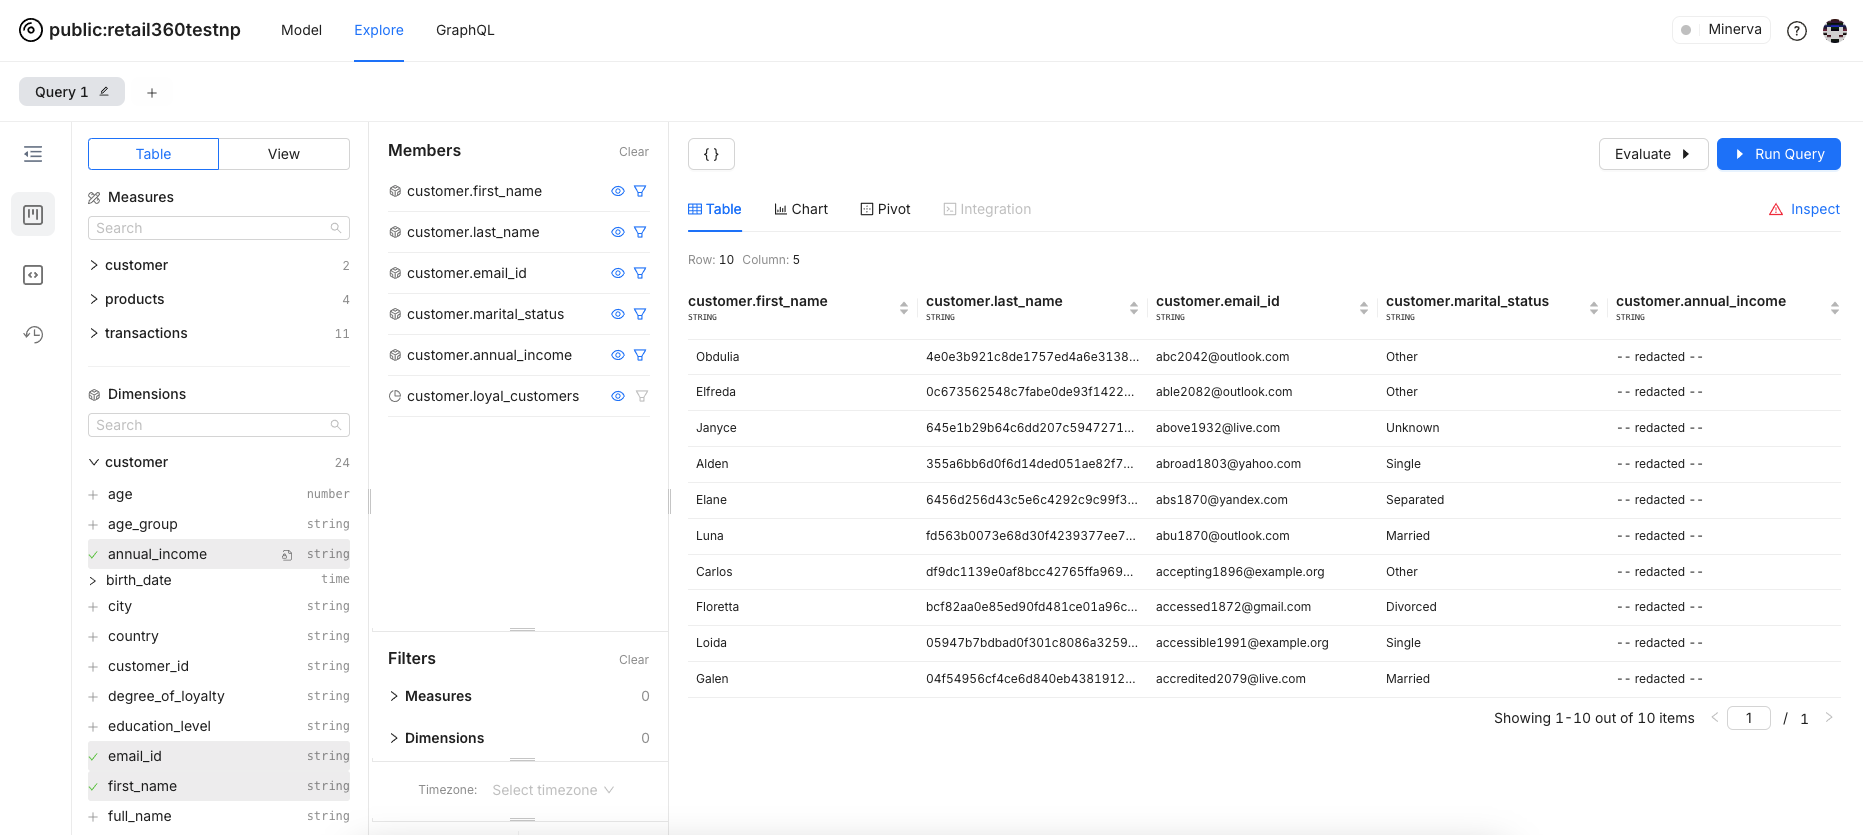 public:retail360testnp
Model
Explore
GraphQL
Minerva
Query 1
Table
View
Measures
Search
customer 2
products 4
transactions 11
Dimensions
Search
customer 24
age number
age_group string
annual_income string
birth_date time
city string
country string
customer_id string
degree_of_loyalty string
education_level string
email_id string
first_name string
full_name string
Members Clear
customer.first_name
customer.last_name
customer.email_id
customer.marital_status
customer.annual_income
customer.loyal_customers
Filters Clear
Measures 0
Dimensions 0
Timezone: Select timezone
{ }
Evaluate
Run Query
Table
Chart
Pivot
Integration
Inspect
Row: 10 Column: 5
customer.first_name customer.last_name customer.email_id customer.marital_status customer.annual_income
STRING STRING STRING STRING STRING
Obdulia 4e0e3b921c8de1757ed4a6e3138... abc2042@outlook.com Other -- redacted --
Elfreda 0c673562548c7fabe0de93f1422... able2082@outlook.com Other -- redacted --
Janyce 645e1b29b64c6dd207c5947271... above1932@live.com Unknown -- redacted --
Alden 355a6bb6d0f6d14ded051ae82f7... abroad1803@yahoo.com Single -- redacted --
Elane 6456d256d43c5e6c4292c9c99f3... abs1870@yandex.com Separated -- redacted --
Luna fd563b0073e68d30f4239377ee7... abu1870@outlook.com Married -- redacted --
Carlos df9dc1139e0af8bcc42765ffa969... accepting1896@example.org Other -- redacted --
Floretta bcf82aa0e85ed90fd481ce01a96c... accessed1872@gmail.com Divorced -- redacted --
Loida 05947b7bdbad0f301c8086a3259... accessible1991@example.org Single -- redacted --
Galen 04f54956cf4ce6d840eb4381912... accredited2079@live.com Married -- redacted --
Showing 1-10 out of 10 items 1 / 1